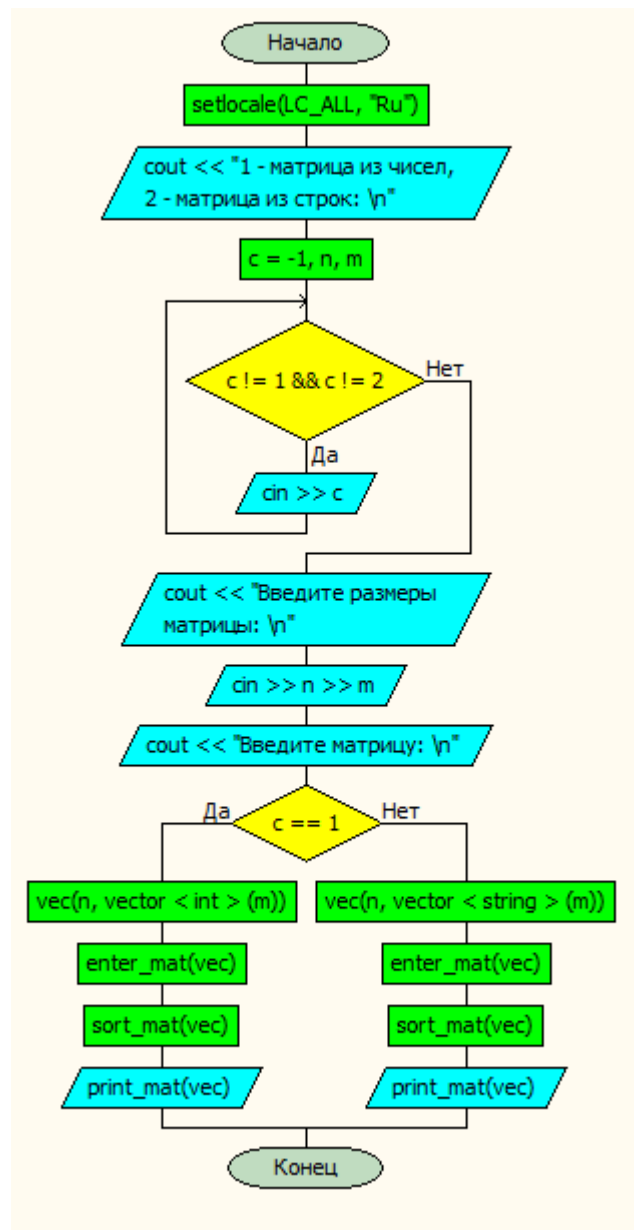 Начало
setlocale(LC_ALL, "Ru")
cout << "1 - матрица из чисел,
2 - матрица из строк: \n"
c = -1, n, m
c != 1 && c != 2
Нет
Да
cin >> c
cout << "Введите размеры
матрицы: \n"
cin >> n >> m
cout << "Введите матрицу: \n"
Да
c == 1
Нет
vec(n, vector < int > (m))
vec(n, vector < string > (m))
enter_mat(vec)
enter_mat(vec)
sort_mat(vec)
sort_mat(vec)
print_mat(vec)
print_mat(vec)
Конец